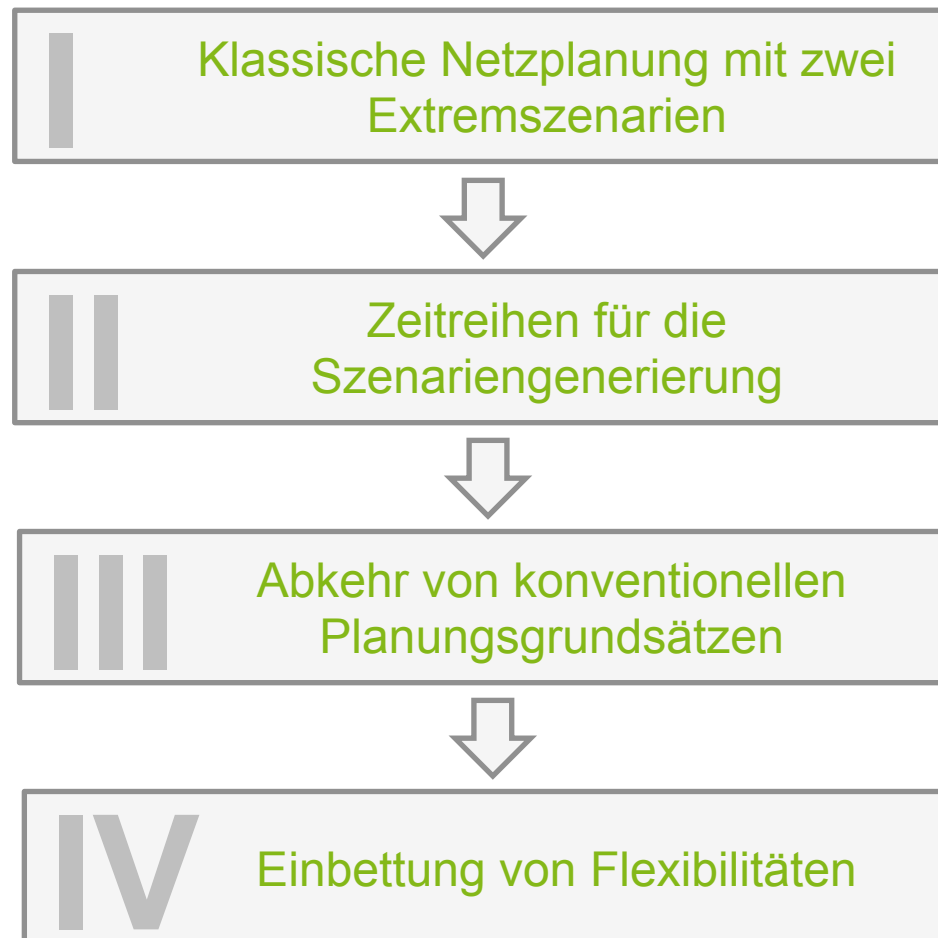 I
Klassische Netzplanung mit zwei
Extremszenarien
II
Zeitreihen für die
Szenariengenerierung
III
Abkehr von konventionellen
Planungsgrundsätzen
IV
Einbettung von Flexibilitäten